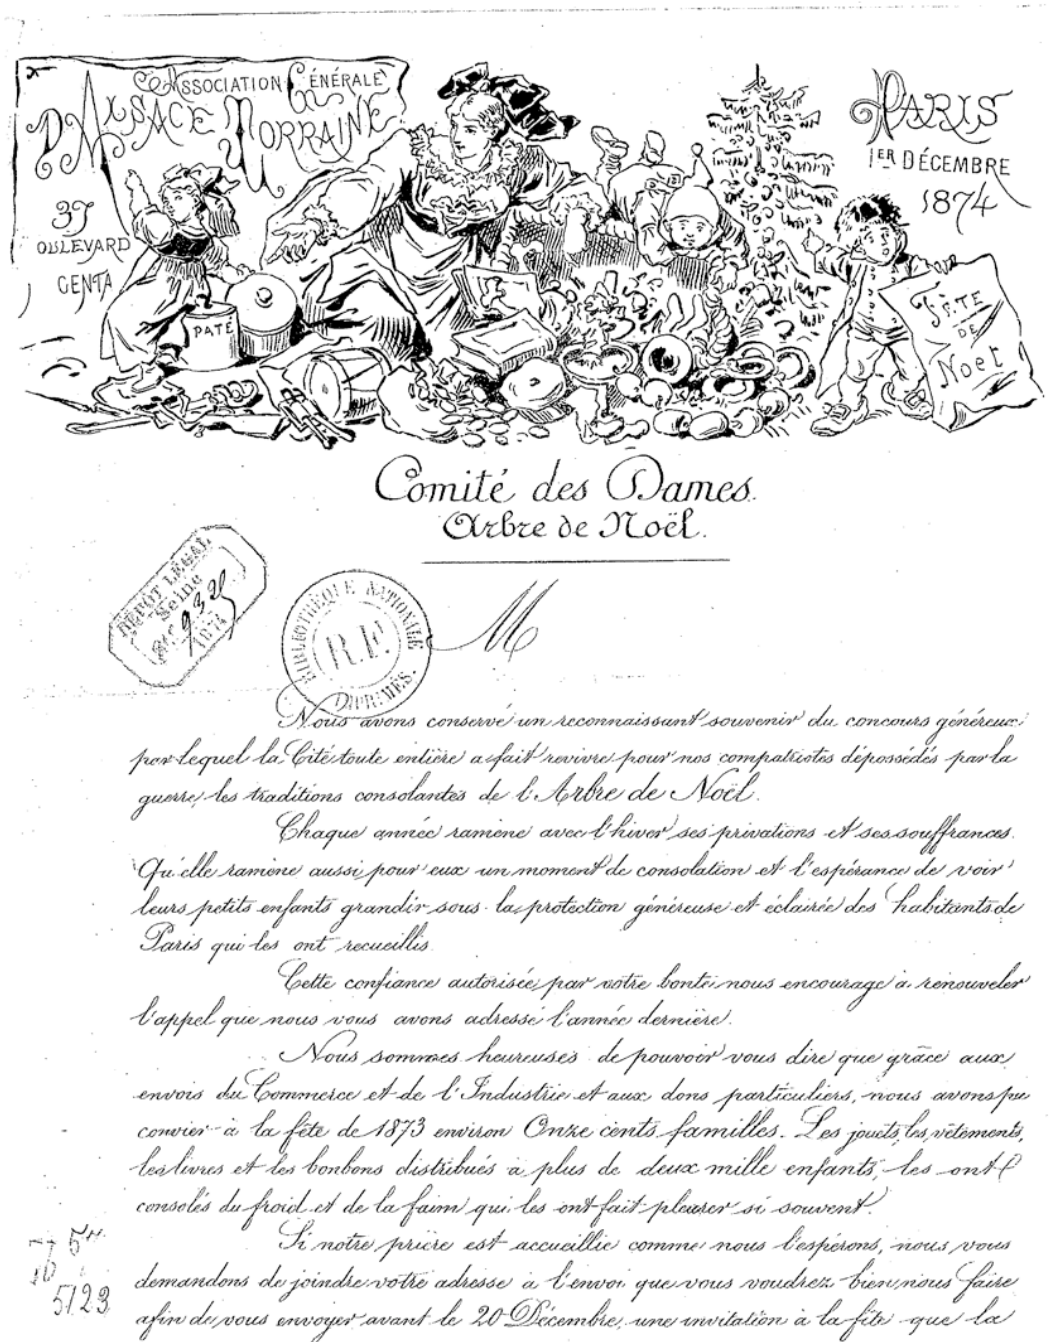 Association Générale
D'Alsace Lorraine
37
OULEVARD
GENTA
PARIS
1ER DÉCEMBRE
1874
PATÉ
FÊTE
DE
Noel
Comité des Dames.
Arbre de Noël.
DÉPOT LÉGAL
Seine
1874
BIBLIOTHÈQUE NATIONALE
R.F.
IMPRIMÉS.
M
Nous avons conservé un reconnaissant souvenir du concours généreux
par lequel la Cité toute entière a fait revivre pour nos compatriotes dépossédés par la
guerre, les traditions consolantes de l'Arbre de Noël.
Chaque année ramène avec l'hiver ses privations et ses souffrances.
Qu'elle ramène aussi pour eux un moment de consolation et l'espérance de voir
leurs petits enfants grandir sous la protection généreuse et éclairée des habitants de
Paris qui les ont recueillis.
Cette confiance autorisée par votre bonté nous encourage à renouveler
l'appel que nous vous avons adressé l'année dernière.
Nous sommes heureuses de pouvoir vous dire que grâce aux
envois du Commerce et de l'Industrie et aux dons particuliers, nous avons pu
convier à la fête de 1873 environ Onze cents familles. Les jouets, les vêtements,
les livres et les bonbons distribués à plus de deux mille enfants, les ont
consolés du froid et de la faim qui les ont fait pleurer si souvent.
Si notre prière est accueillie comme nous l'espérons, nous vous
demandons de joindre votre adresse à l'envoi que vous voudrez bien nous faire
afin de vous envoyer avant le 20 Décembre, une invitation à la fête que la
5123